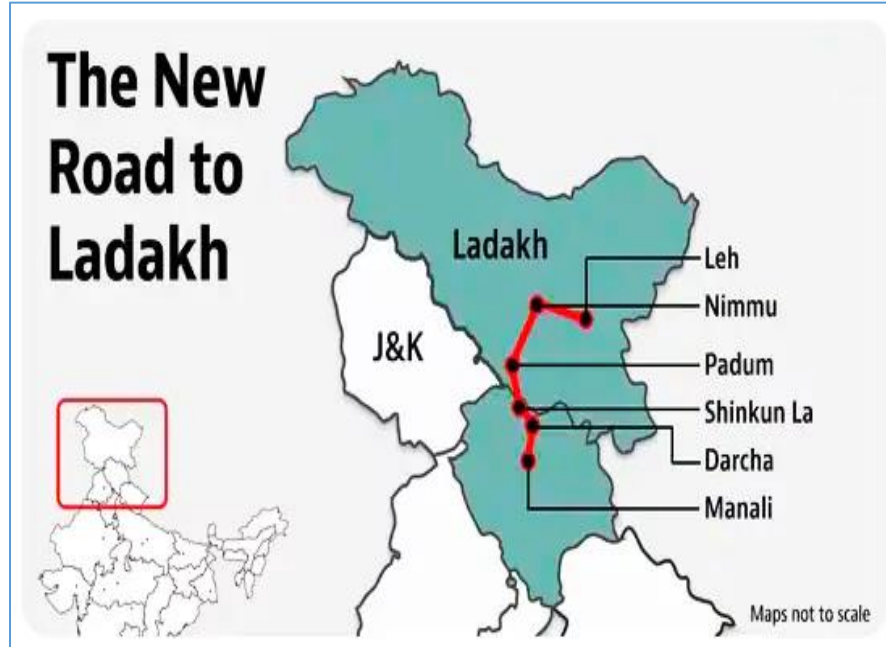 The New
Road to
Ladakh
Ladakh
J&K
Leh
Nimmu
Padum
Shinkun La
Darcha
Manali
Maps not to scale